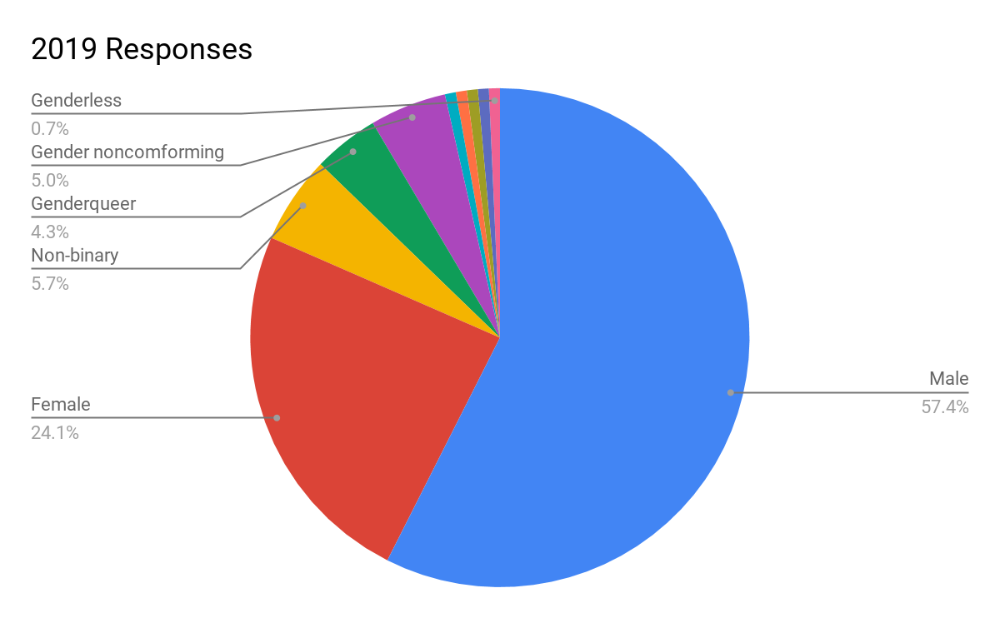 2019 Responses
Genderless
0.7%
Gender noncomforming
5.0%
Genderqueer
4.3%
Non-binary
5.7%
Female
24.1%
Male
57.4%